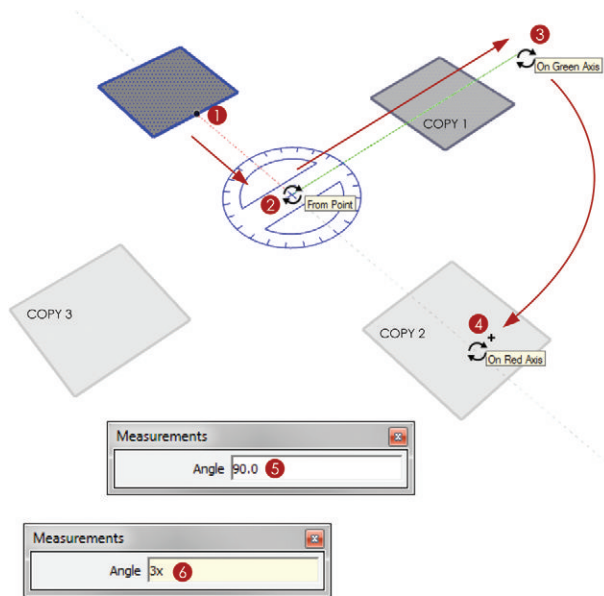 3
On Green Axis
1
COPY 1
2
From Point
COPY 3
4
COPY 2
On Red Axis
Measurements
Angle 90.0 5
Measurements
Angle 3x 6